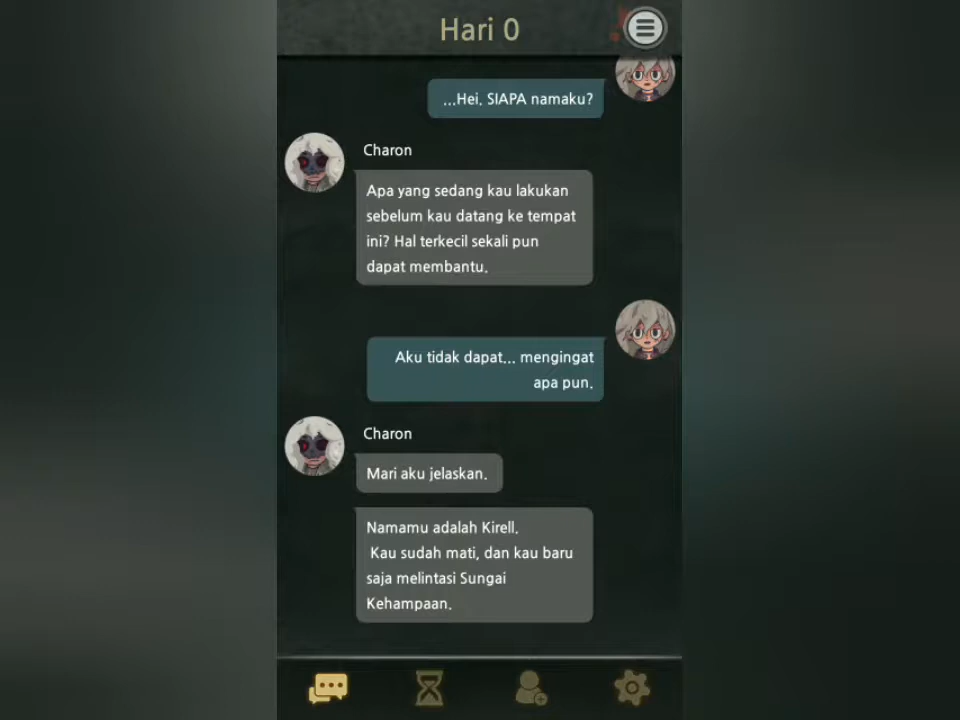 Hari 0
...Hei. SIAPA namaku?
Charon
Apa yang sedang kau lakukan
sebelum kau datang ke tempat
ini? Hal terkecil sekali pun
dapat membantu.
Aku tidak dapat... mengingat
apa pun.
Charon
Mari aku jelaskan.
Namamu adalah Kirell.
Kau sudah mati, dan kau baru
saja melintasi Sungai
Kehampaan.